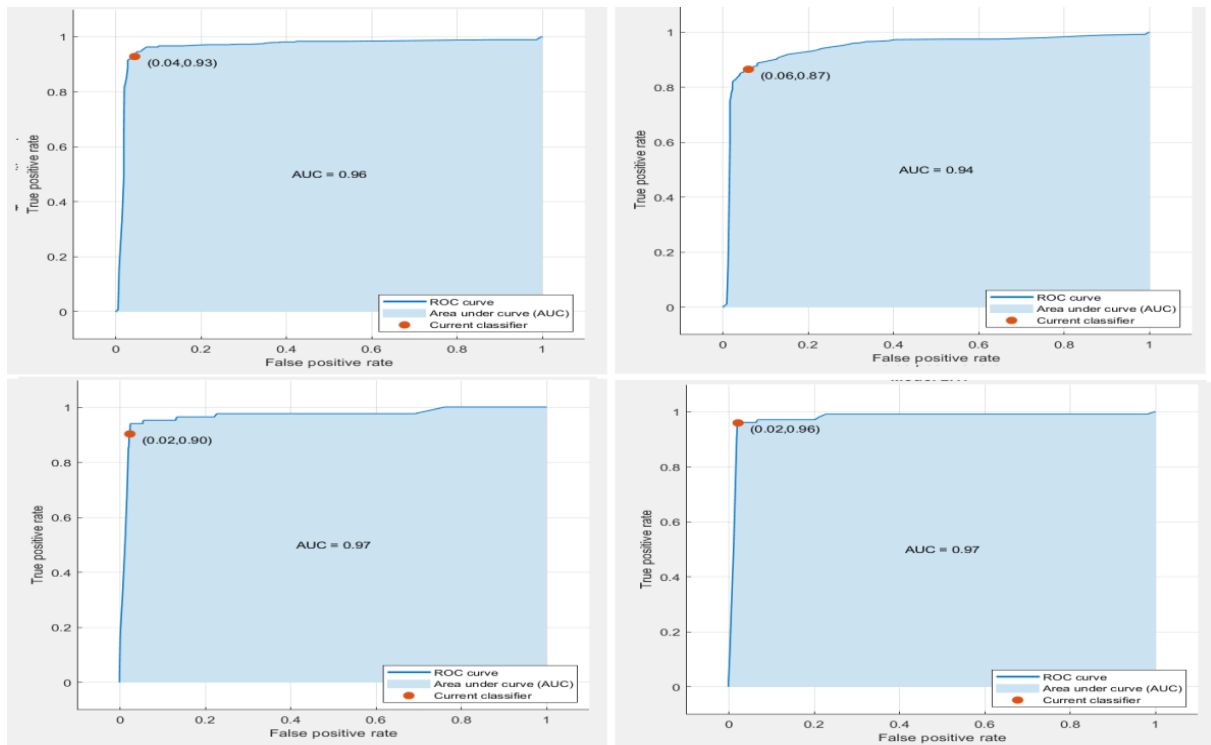 1
0.8
0.6
0.4
0.2
0
True positive rate
(0.04,0.93)
AUC = 0.96
ROC curve
Area under curve (AUC)
Current classifier
0 0.2 0.4 0.6 0.8 1
False positive rate
1
0.8
0.6
0.4
0.2
0
True positive rate
(0.06,0.87)
AUC = 0.94
ROC curve
Area under curve (AUC)
Current classifier
0 0.2 0.4 0.6 0.8 1
False positive rate
1
0.8
0.6
0.4
0.2
0
True positive rate
(0.02,0.90)
AUC = 0.97
ROC curve
Area under curve (AUC)
Current classifier
0 0.2 0.4 0.6 0.8 1
False positive rate
1
0.8
0.6
0.4
0.2
0
True positive rate
(0.02,0.96)
AUC = 0.97
ROC curve
Area under curve (AUC)
Current classifier
0 0.2 0.4 0.6 0.8 1
False positive rate